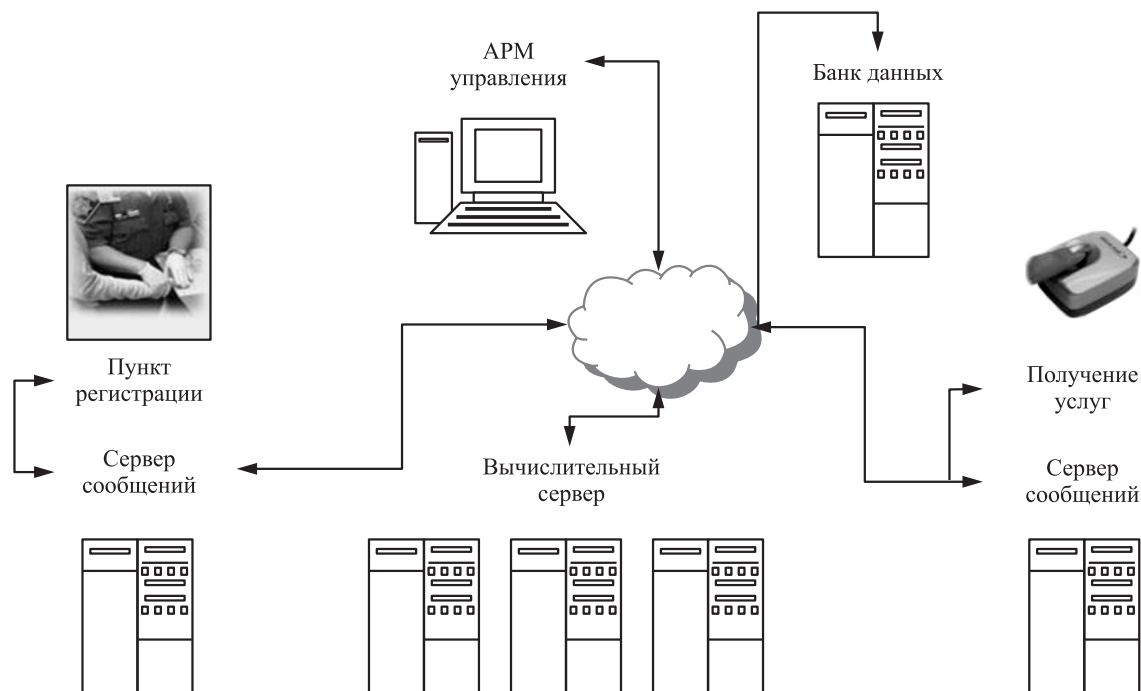 АРМ
управления
Банк данных
Пункт
регистрации
Получение
услуг
Сервер
сообщений
Вычислительный
сервер
Сервер
сообщений